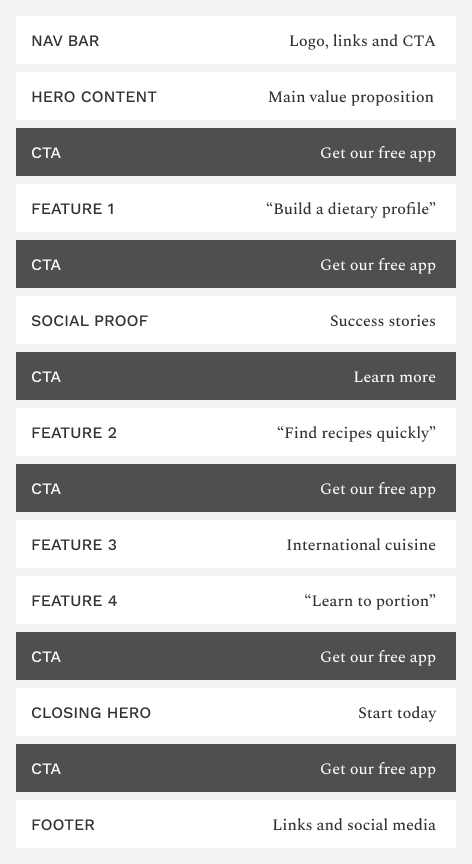 NAV BAR Logo, links and CTA
HERO CONTENT Main value proposition
CTA Get our free app
FEATURE 1 “Build a dietary profile”
CTA Get our free app
SOCIAL PROOF Success stories
CTA Learn more
FEATURE 2 “Find recipes quickly”
CTA Get our free app
FEATURE 3 International cuisine
FEATURE 4 “Learn to portion”
CTA Get our free app
CLOSING HERO Start today
CTA Get our free app
FOOTER Links and social media